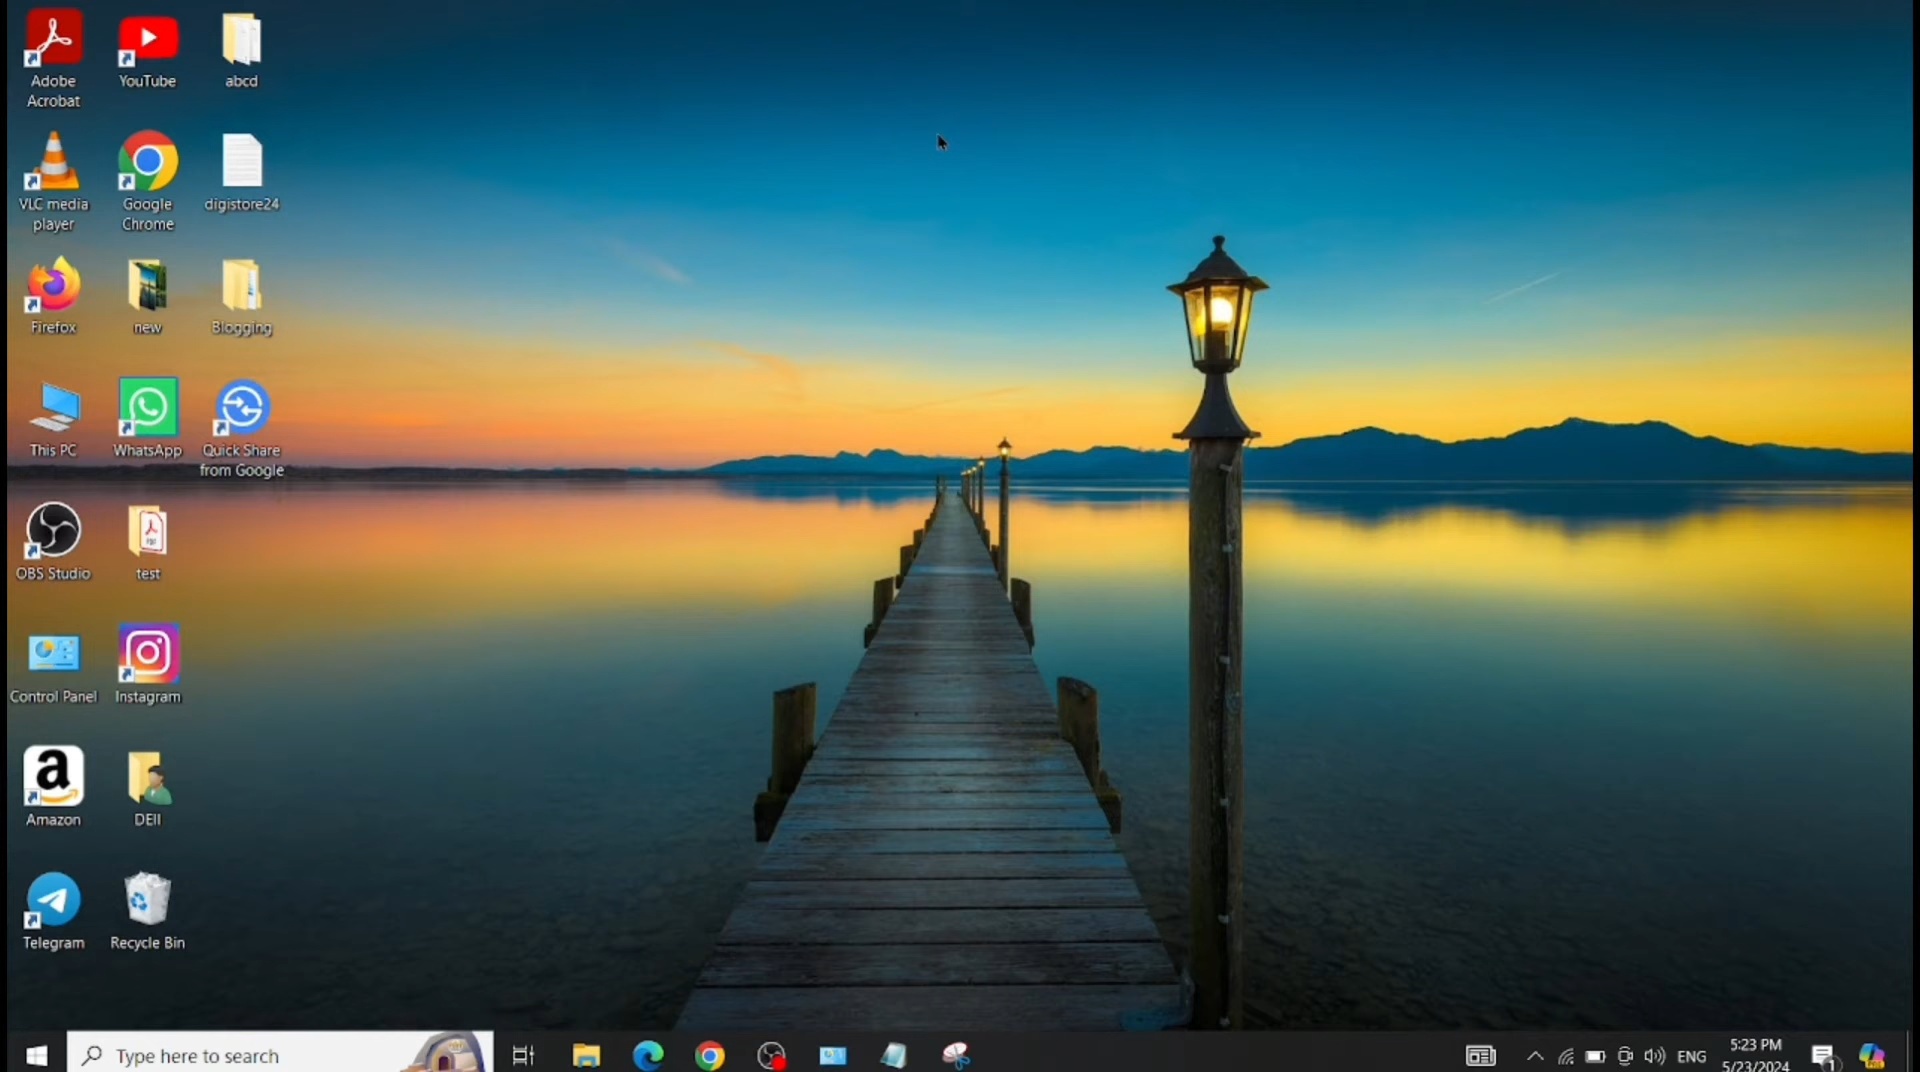 Adobe
Acrobat
YouTube
abcd
VLC media
player
Google
Chrome
digistore24
Firefox
new
Blogging
This PC
WhatsApp
Quick Share
from Google
OBS Studio
test
Control Panel
Instagram
Amazon
DEll
Telegram
Recycle Bin
Type here to search
ENG
5:23 PM
5/23/2024
1